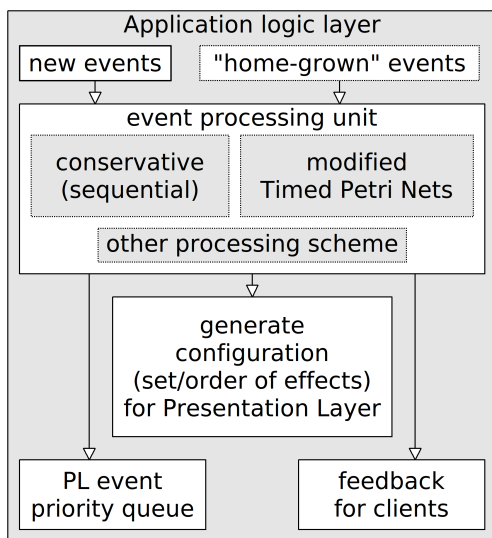 Application logic layer
new events
"home-grown" events
event processing unit
conservative
(sequential)
modified
Timed Petri Nets
other processing scheme
generate
configuration
(set/order of effects)
for Presentation Layer
PL event
priority queue
feedback
for clients